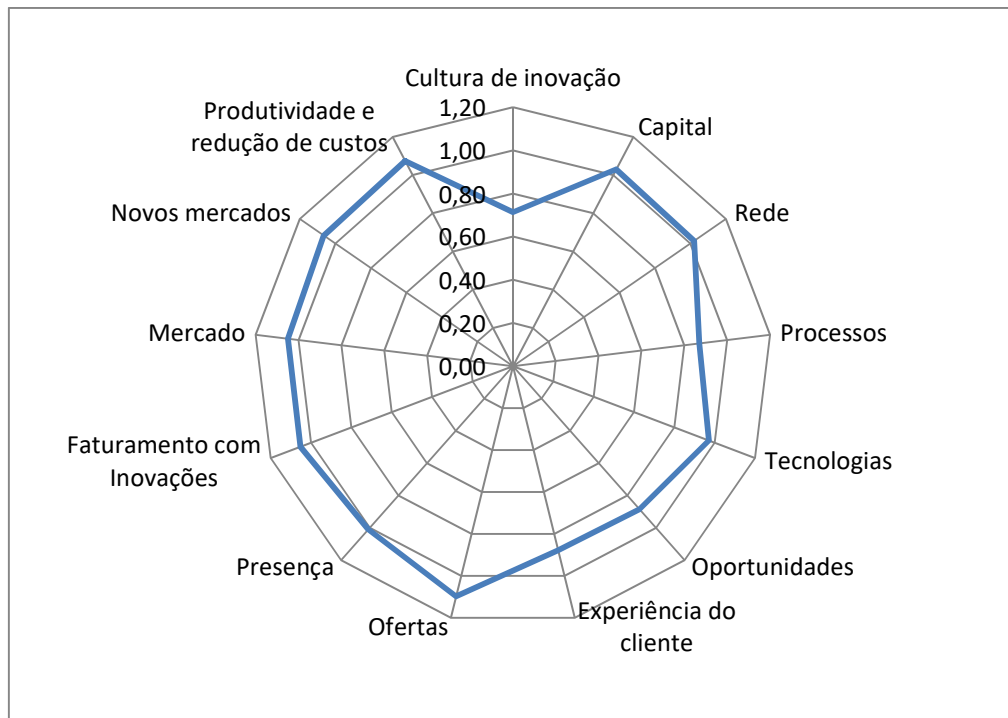 Cultura de inovação
Capital
Rede
Processos
Tecnologias
Oportunidades
Experiência do
cliente
Ofertas
Presença
Faturamento com
Inovações
Mercado
Novos mercados
Produtividade e
redução de custos
1,20
1,00
0,80
0,60
0,40
0,20
0,00